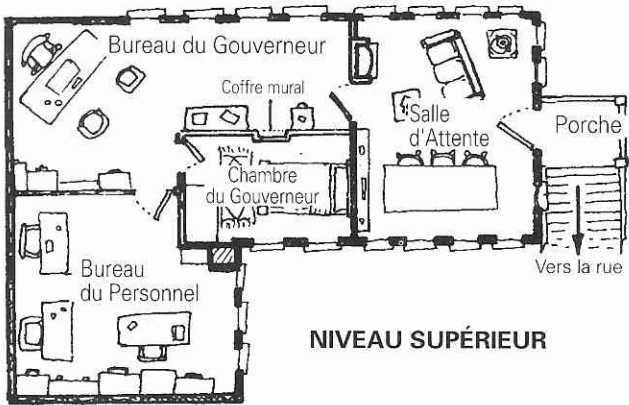 Bureau du Gouverneur
Coffre mural
Salle
d'Attente
Porche
Chambre
du Gouverneur
Bureau
du Personnel
Vers la rue
NIVEAU SUPÉRIEUR